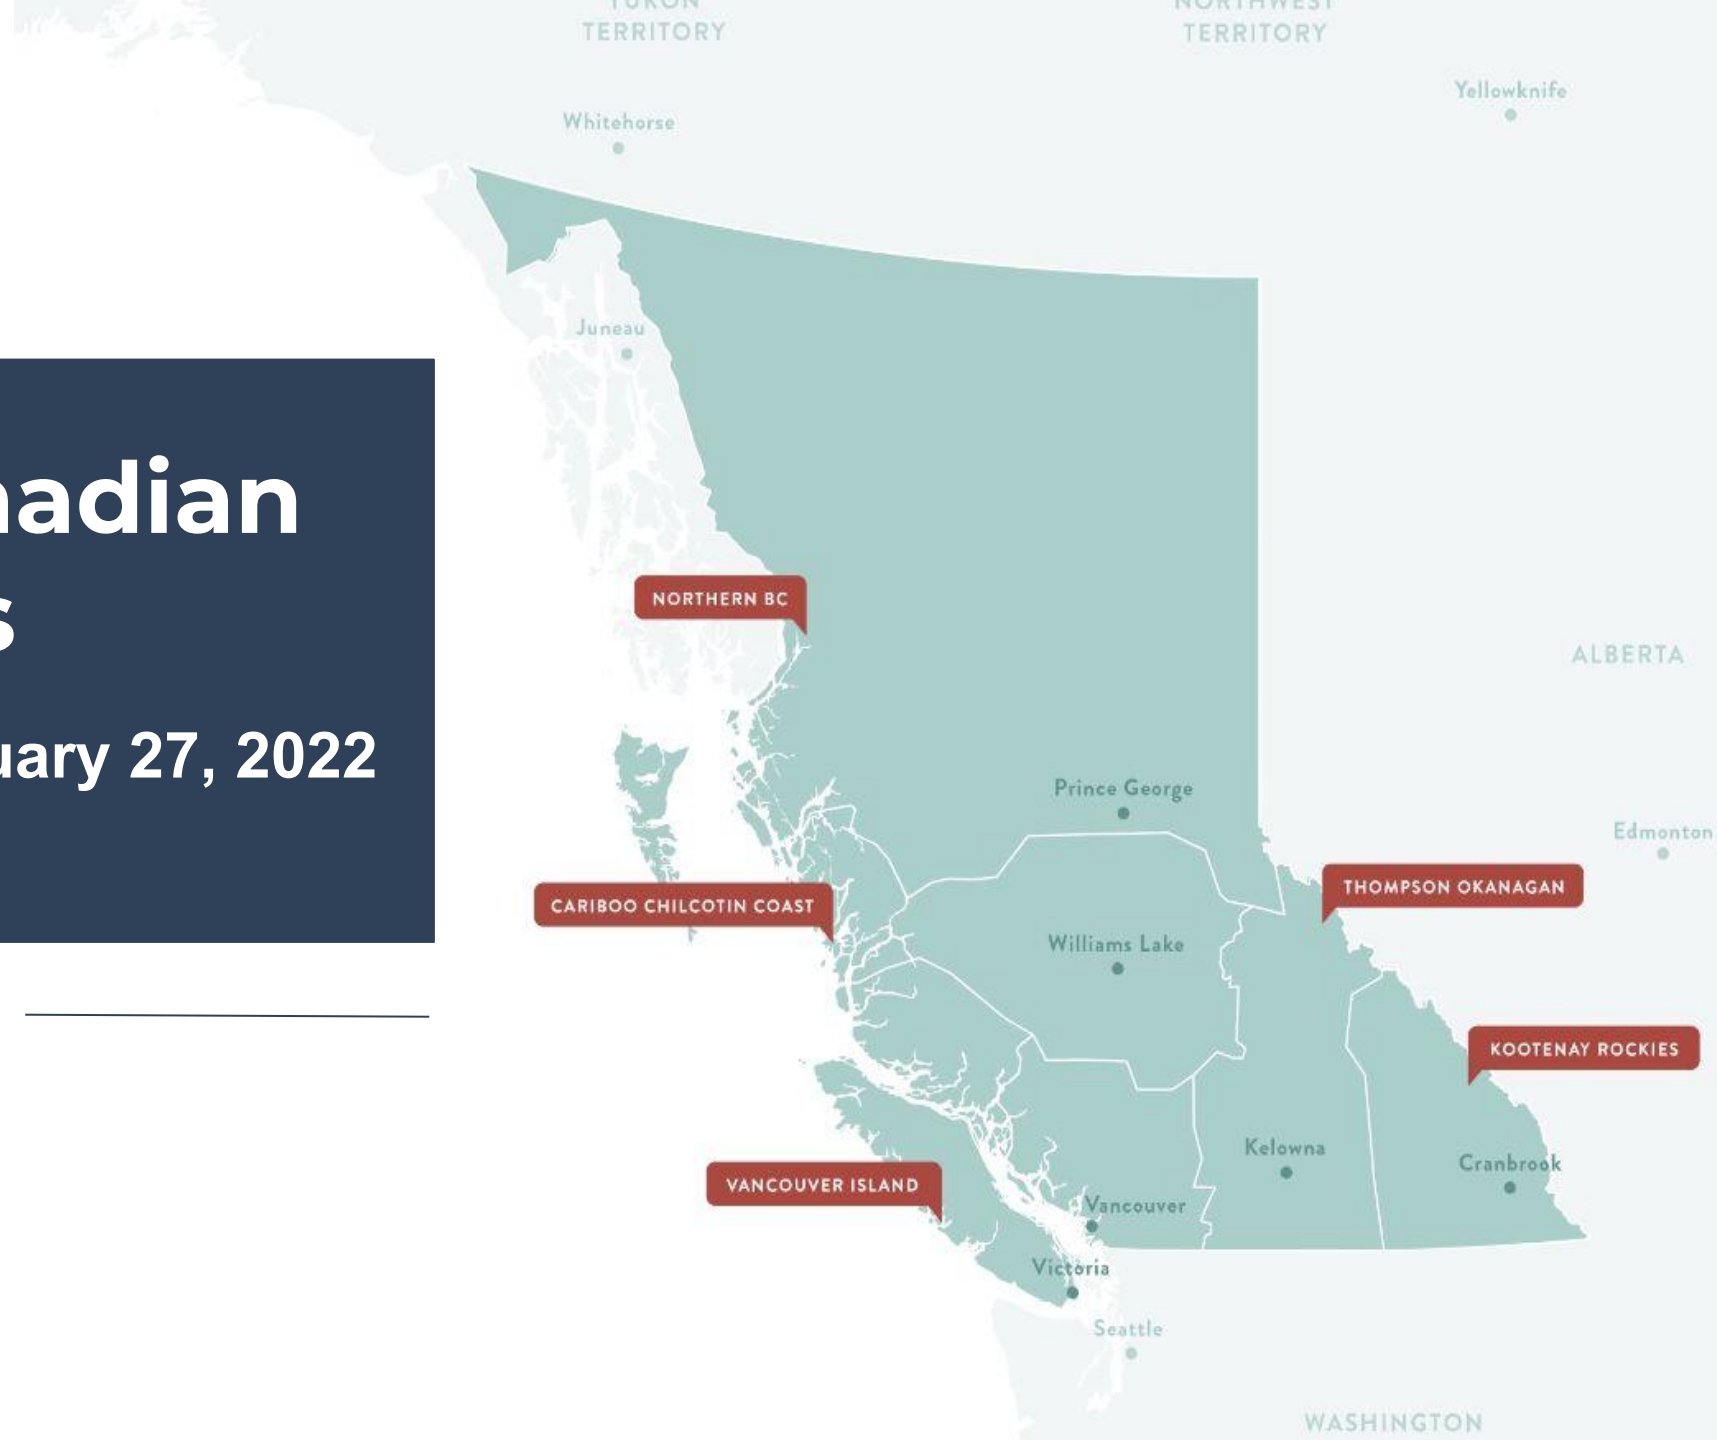 TERRITORY
TERRITORY
Yellowknife
Whitehorse
Juneau
nadian
s
NORTHERN BC
ALBERTA
uary 27, 2022
Prince George
Edmonton
THOMPSON OKANAGAN
CARIBOO CHILCOTIN COAST
Williams Lake
KOOTENAY ROCKIES
Kelowna
Cranbrook
VANCOUVER ISLAND
Vancouver
Victoria
Seattle
WASHINGTON